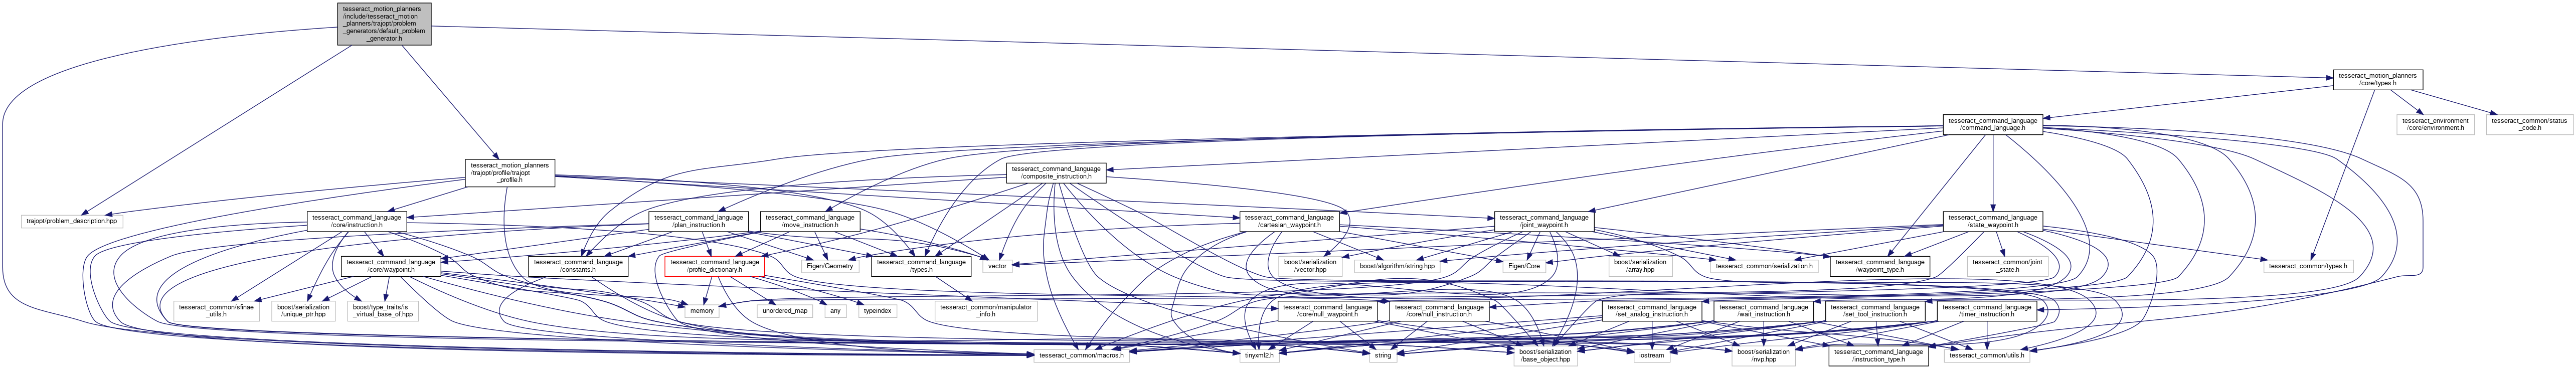 tesseract_motion_planners
/include/tesseract_motion
_planners/trajopt/problem
_generators/default_problem
_generator.h
tesseract_motion_planners
/core/types.h
tesseract_command_language
/command_language.h
tesseract_environment
/core/environment.h
tesseract_common/status
_code.h
tesseract_motion_planners
/trajopt/profile/trajopt
_profile.h
tesseract_command_language
/composite_instruction.h
trajopt/problem_description.hpp
tesseract_command_language
/core/instruction.h
tesseract_command_language
/plan_instruction.h
tesseract_command_language
/move_instruction.h
tesseract_command_language
/cartesian_waypoint.h
tesseract_command_language
/joint_waypoint.h
tesseract_command_language
/state_waypoint.h
tesseract_command_language
/core/waypoint.h
tesseract_command_language
/constants.h
tesseract_command_language
/profile_dictionary.h
Eigen/Geometry
tesseract_command_language
/types.h
vector
boost/serialization
/vector.hpp
boost/algorithm/string.hpp
Eigen/Core
boost/serialization
/array.hpp
tesseract_common/serialization.h
tesseract_command_language
/waypoint_type.h
tesseract_common/joint
_state.h
tesseract_common/types.h
tesseract_common/sfinae
_utils.h
boost/serialization
/unique_ptr.hpp
boost/type_traits/is
_virtual_base_of.hpp
memory
unordered_map
any
typeindex
tesseract_common/manipulator
_info.h
tesseract_command_language
/core/null_waypoint.h
tesseract_command_language
/core/null_instruction.h
tesseract_command_language
/set_analog_instruction.h
tesseract_command_language
/wait_instruction.h
tesseract_command_language
/set_tool_instruction.h
tesseract_command_language
/timer_instruction.h
tesseract_common/macros.h
tinyxml2.h
string
boost/serialization
/base_object.hpp
iostream
boost/serialization
/nvp.hpp
tesseract_command_language
/instruction_type.h
tesseract_common/utils.h